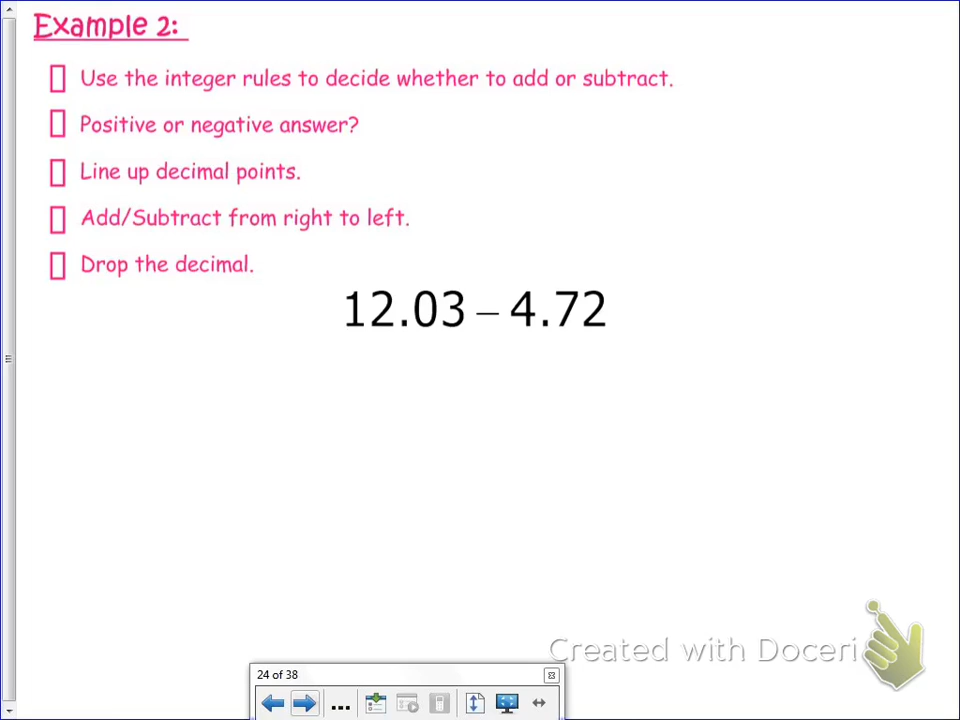 Example 2:
Use the integer rules to decide whether to add or subtract.
Positive or negative answer?
Line up decimal points.
Add/Subtract from right to left.
Drop the decimal.
12.03 – 4.72
Created with Doceri
24 of 38